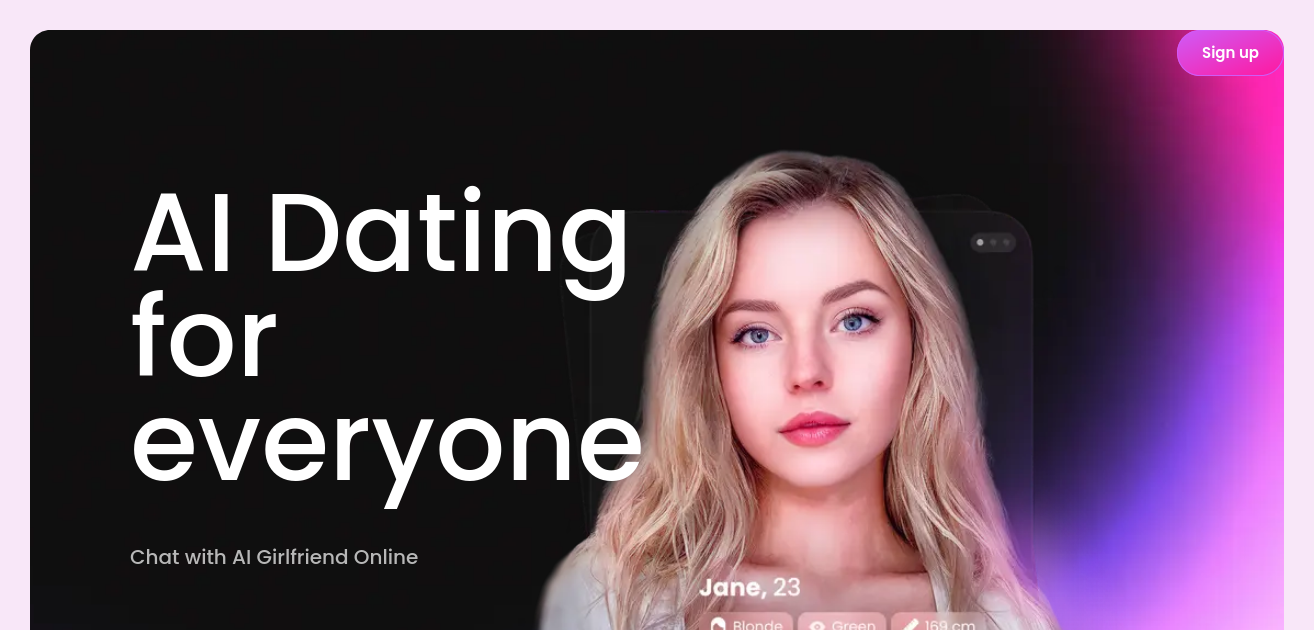 Sign up
AI Dating
for
everyone
Chat with AI Girlfriend Online
Jane, 23
Blonde Green 169 cm